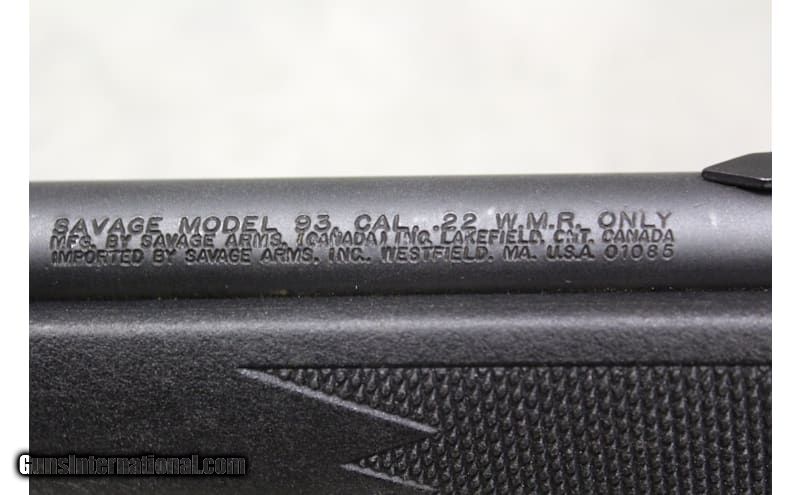 SAVAGE MODEL 93. CAL. .22 W.M.R. ONLY
MFG. BY SAVAGE ARMS. (CANADA) INC. LAKEFIELD. ONT. CANADA
IMPORTED BY SAVAGE ARMS, INC., WESTFIELD. MA. U.S.A. 01085
GunsInternational.com